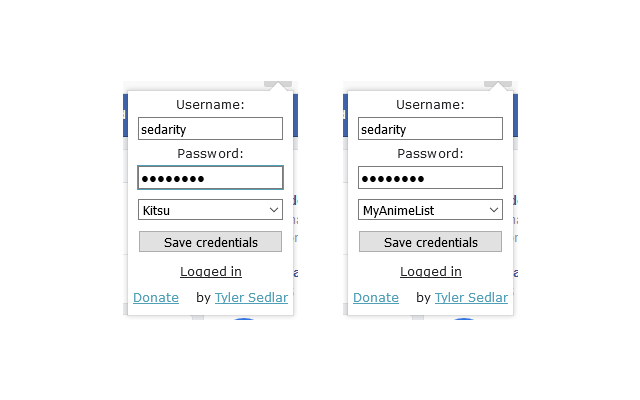 Username:
sedarity
Password:
●●●●●●●●
Kitsu
Save credentials
Logged in
Donate by Tyler Sedlar
Username:
sedarity
Password:
●●●●●●●●
MyAnimeList
Save credentials
Logged in
Donate by Tyler Sedlar